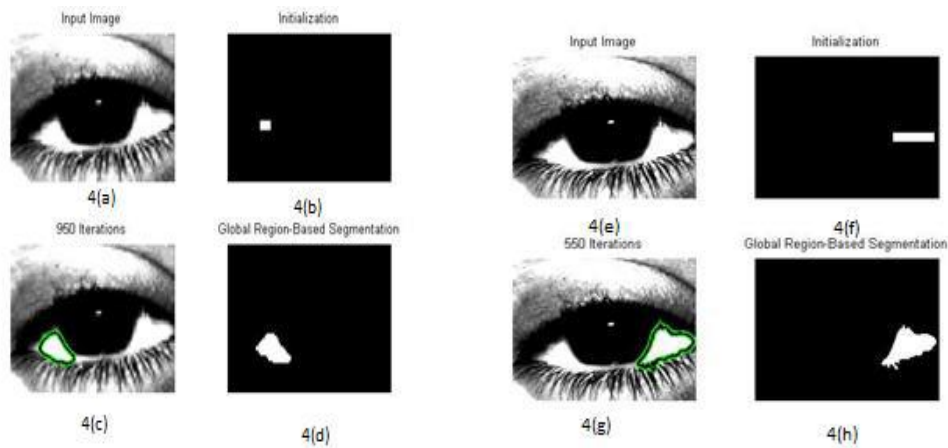 Input Image
Initialization
4(a)
4(b)
950 Iterations
Global Region-Based Segmentation
4(c)
4(d)
Input Image
Initialization
4(e)
4(f)
550 Iterations
Global Region-Based Segmentation
4(g)
4(h)